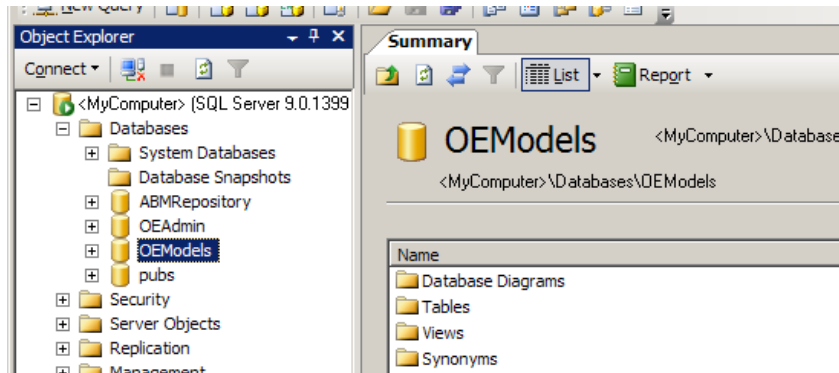 New Query
Object Explorer
Connect
<MyComputer> (SQL Server 9.0.1399
Databases
System Databases
Database Snapshots
ABMRepository
OEAdmin
OEModels
pubs
Security
Server Objects
Replication
Management
Summary
List
Report
OEModels
<MyComputer>\Database
<MyComputer>\Databases\OEModels
Name
Database Diagrams
Tables
Views
Synonyms